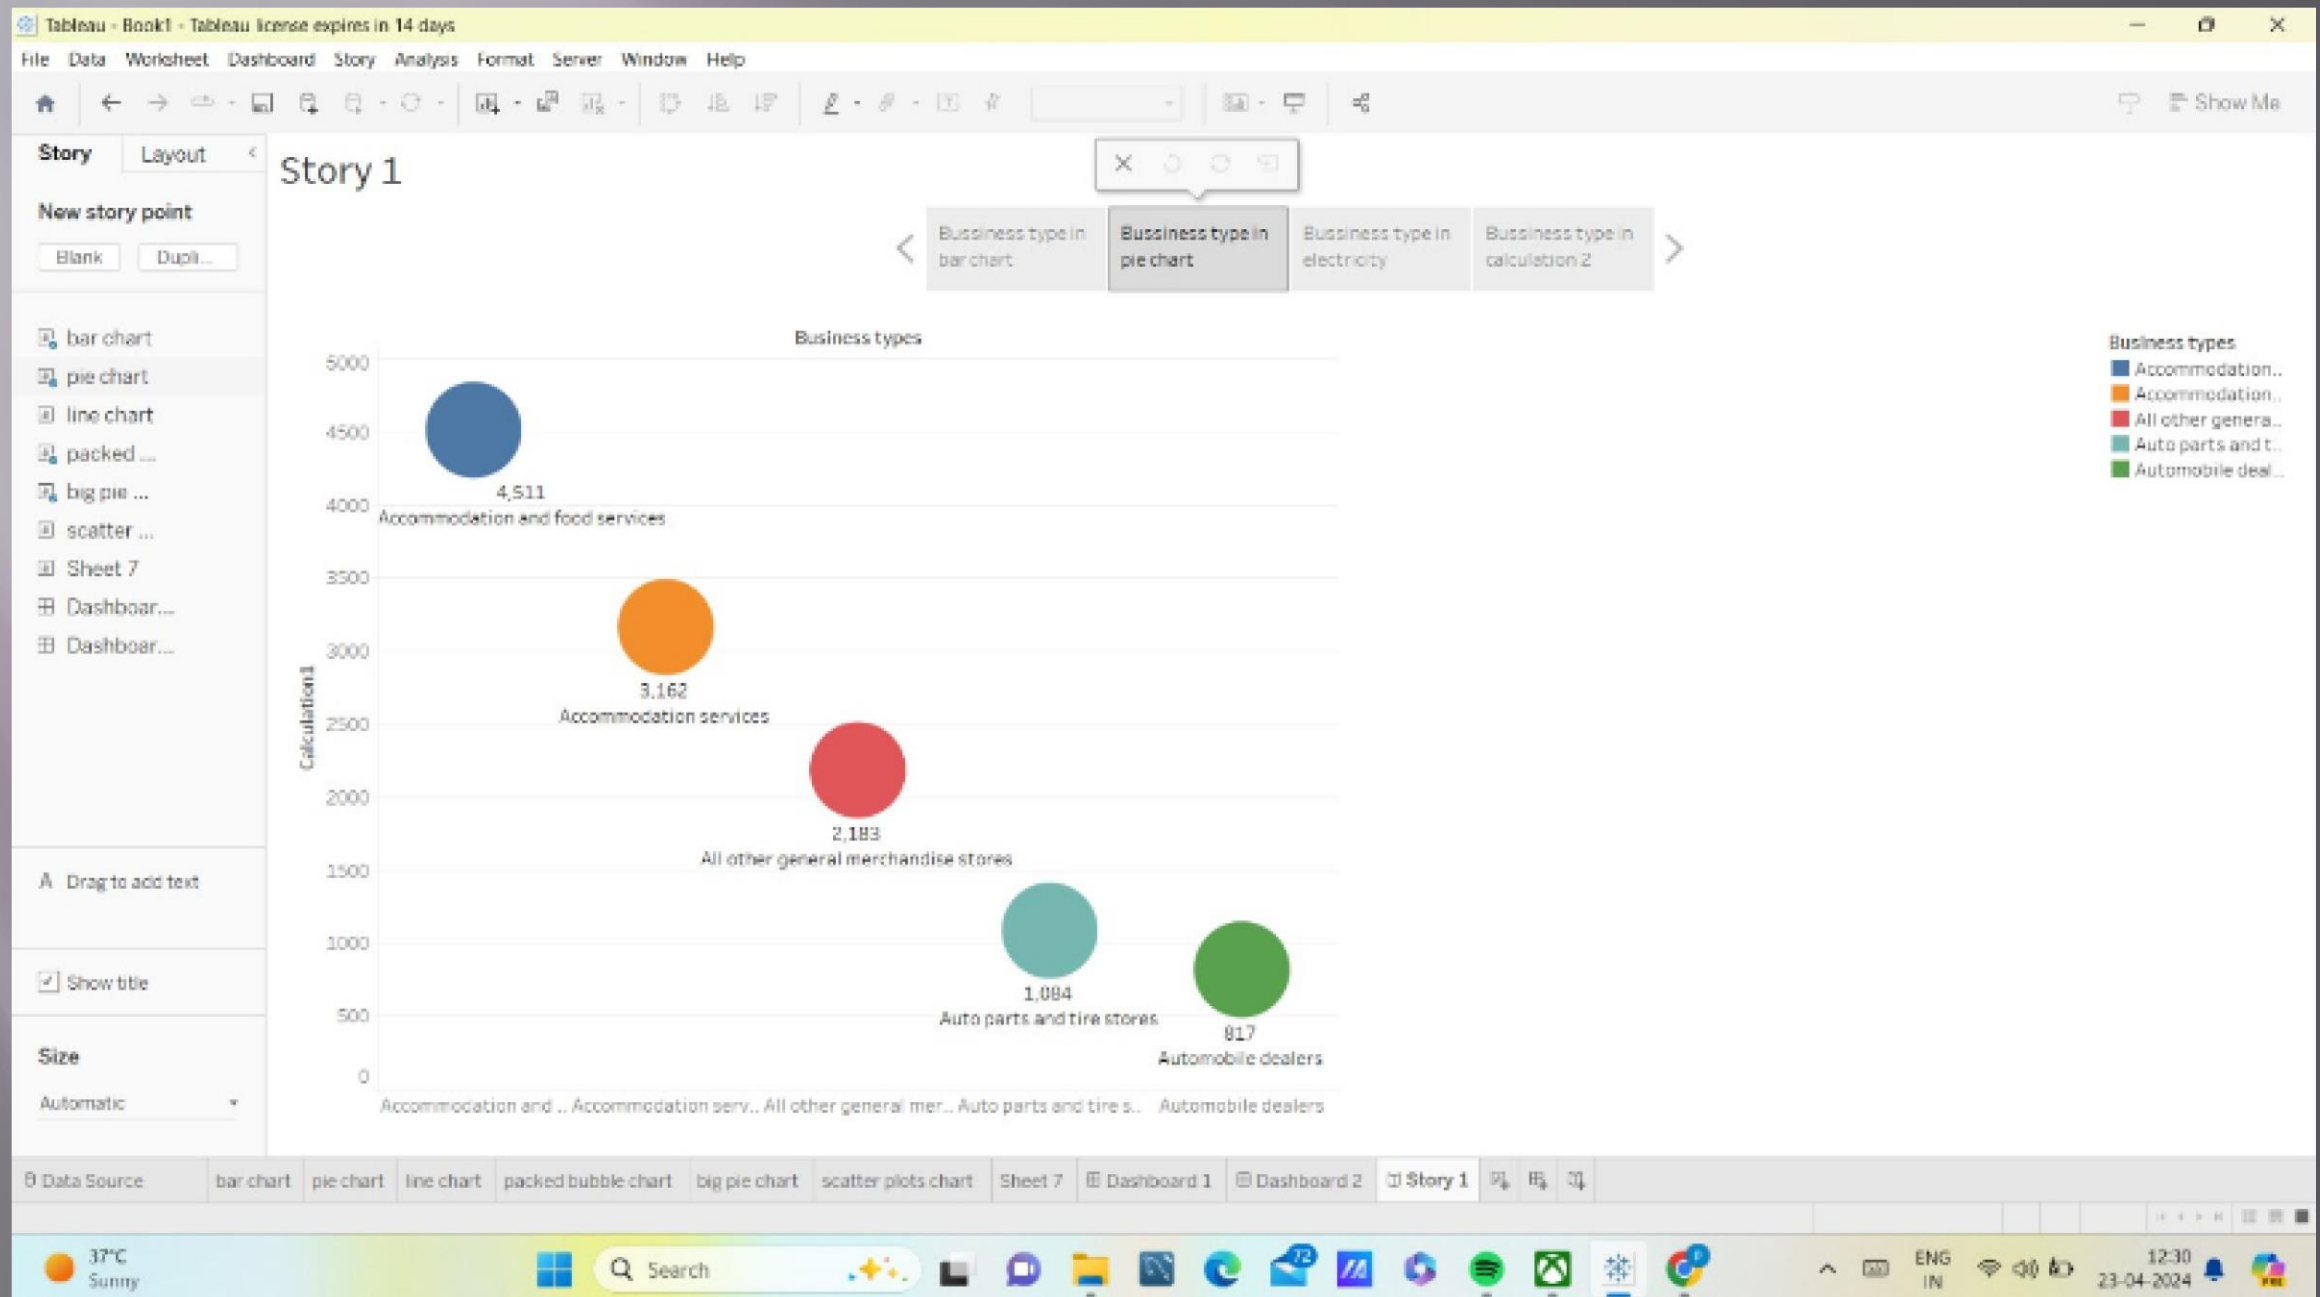 Tableau - Book1 - Tableau license expires in 14 days
File Data Worksheet Dashboard Story Analysis Format Server Window Help
Show Me
Story Layout
Story 1
New story point
Blank Dupli...
Bussiness type in
bar chart
Bussiness type in
pie chart
Bussiness type in
electricity
Bussiness type in
calculation 2
bar chart
pie chart
line chart
packed ...
big pie ...
scatter ...
Sheet 7
Dashboar...
Dashboar...
A Drag to add text
Show title
Size
Automatic
Business types
Calculation1
5000
4500
4000
3500
3000
2500
2000
1500
1000
500
0
4,511
Accommodation and food services
3,162
Accommodation services
2,183
All other general merchandise stores
1,084
Auto parts and tire stores
817
Automobile dealers
Accommodation and .. Accommodation serv.. All other general mer.. Auto parts and tire s.. Automobile dealers
Business types
Accommodation..
Accommodation..
All other genera..
Auto parts and t..
Automobile deal...
Data Source bar chart pie chart line chart packed bubble chart big pie chart scatter plots chart Sheet 7 Dashboard 1 Dashboard 2 Story 1
37°C
Sunny
Search
72
ENG
IN
12:30
23-04-2024
PRE